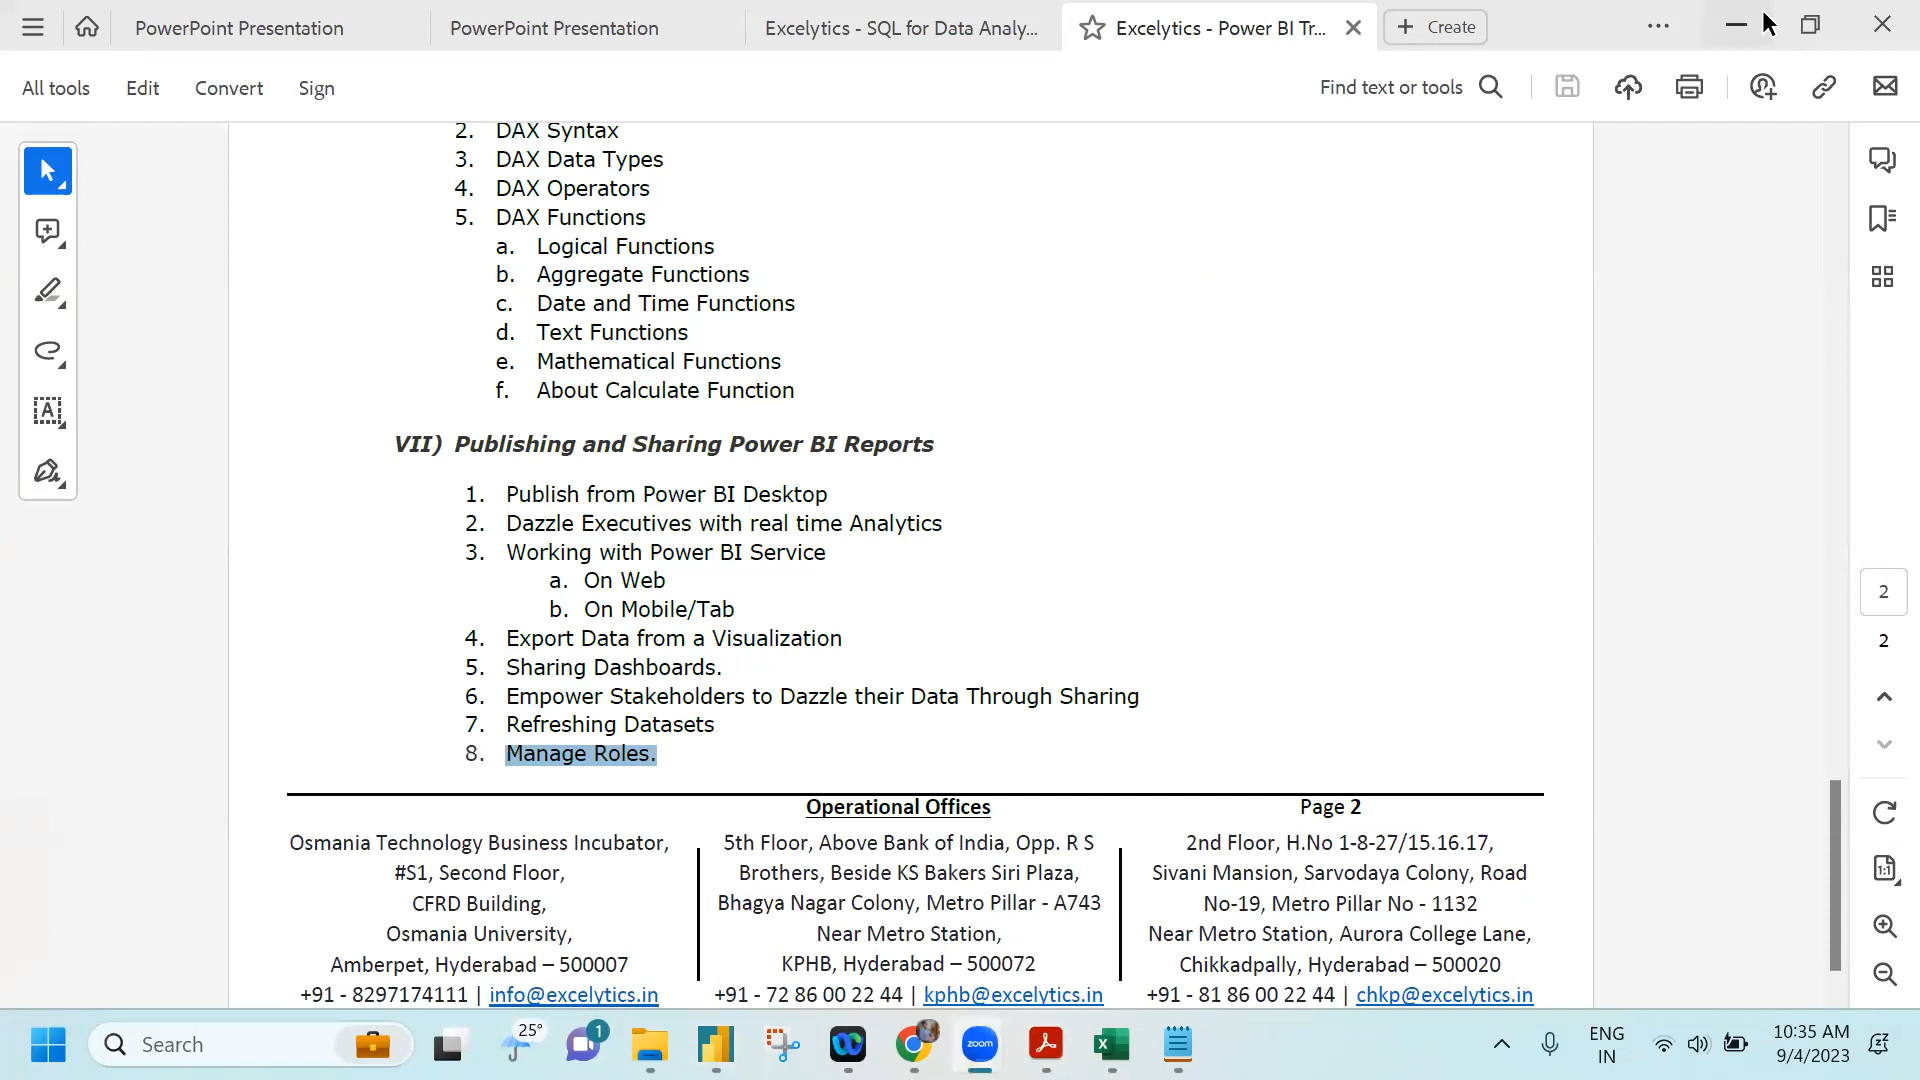 PowerPoint Presentation
PowerPoint Presentation
Excelytics - SQL for Data Analy...
Excelytics - Power BI Tr...
Create
All tools
Edit
Convert
Sign
Find text or tools
2. DAX Syntax
3. DAX Data Types
4. DAX Operators
5. DAX Functions
a. Logical Functions
b. Aggregate Functions
c. Date and Time Functions
d. Text Functions
e. Mathematical Functions
f. About Calculate Function
VII) Publishing and Sharing Power BI Reports
1. Publish from Power BI Desktop
2. Dazzle Executives with real time Analytics
3. Working with Power BI Service
a. On Web
b. On Mobile/Tab
4. Export Data from a Visualization
5. Sharing Dashboards.
6. Empower Stakeholders to Dazzle their Data Through Sharing
7. Refreshing Datasets
8. Manage Roles.
Operational Offices
Page 2
Osmania Technology Business Incubator,
#S1, Second Floor,
CFRD Building,
Osmania University,
Amberpet, Hyderabad – 500007
+91 - 8297174111 | info@excelytics.in
5th Floor, Above Bank of India, Opp. R S
Brothers, Beside KS Bakers Siri Plaza,
Bhagya Nagar Colony, Metro Pillar - A743
Near Metro Station,
KPHB, Hyderabad – 500072
+91 - 72 86 00 22 44 | kphb@excelytics.in
2nd Floor, H.No 1-8-27/15.16.17,
Sivani Mansion, Sarvodaya Colony, Road
No-19, Metro Pillar No - 1132
Near Metro Station, Aurora College Lane,
Chikkadpally, Hyderabad – 500020
+91 - 81 86 00 22 44 | chkp@excelytics.in
2
2
1:1
Search
25°
1
zoom
ENG
IN
10:35 AM
9/4/2023